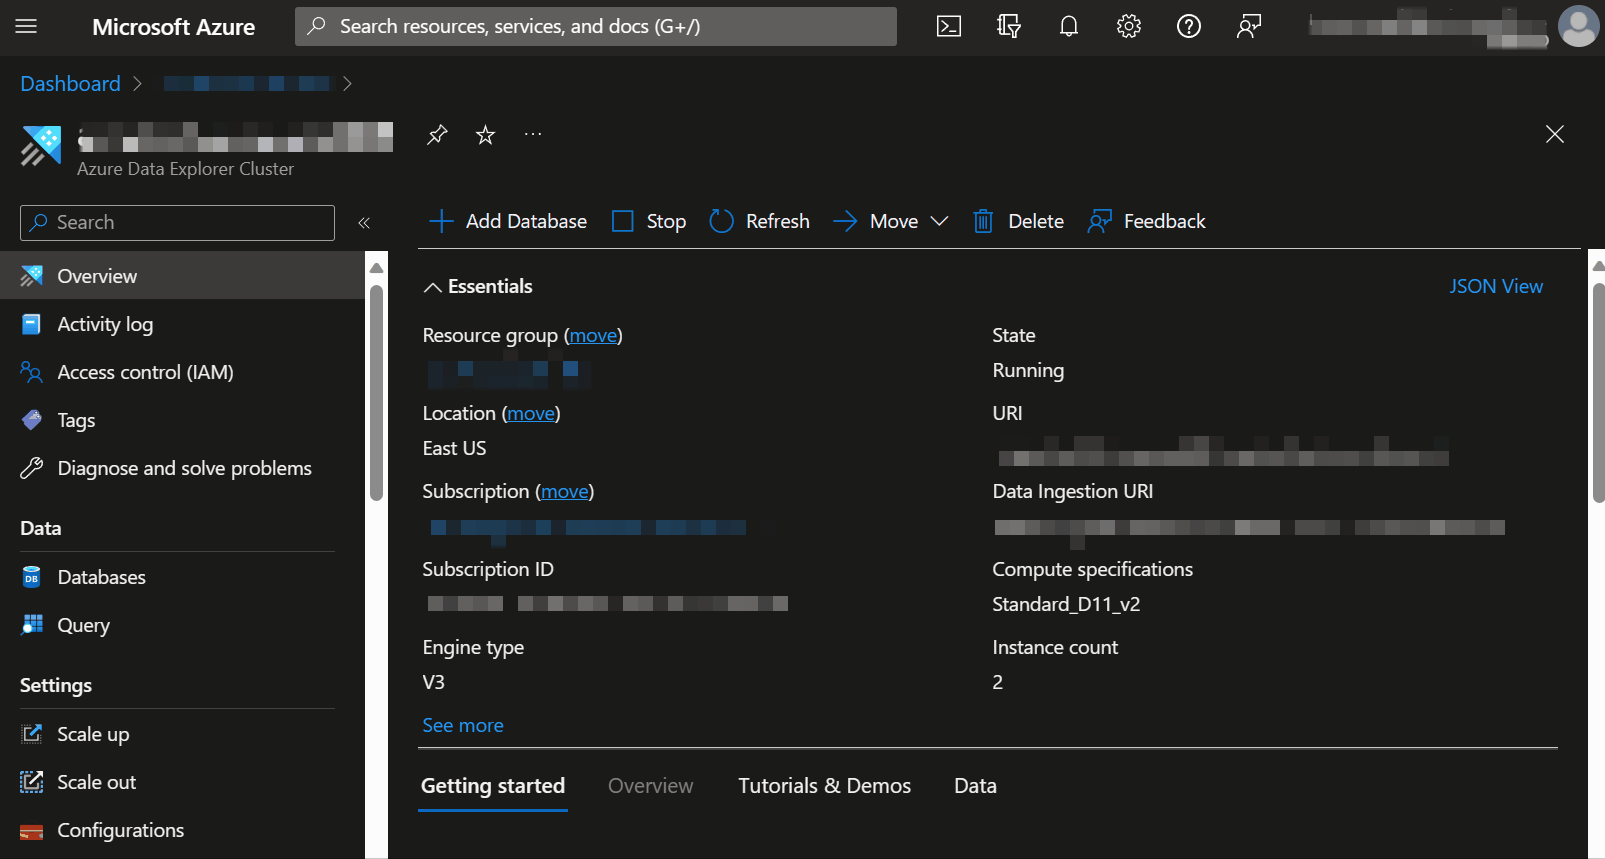 Microsoft Azure
Search resources, services, and docs (G+/)
Dashboard
Azure Data Explorer Cluster
Search
Overview
Activity log
Access control (IAM)
Tags
Diagnose and solve problems
Data
DB
Databases
Query
Settings
Scale up
Scale out
Configurations
Add Database
Stop
Refresh
Move
Delete
Feedback
Essentials
JSON View
Resource group (move)
Location (move)
East US
Subscription (move)
Subscription ID
Engine type
V3
See more
State
Running
URI
Data Ingestion URI
Compute specifications
Standard_D11_v2
Instance count
2
Getting started Overview Tutorials & Demos Data